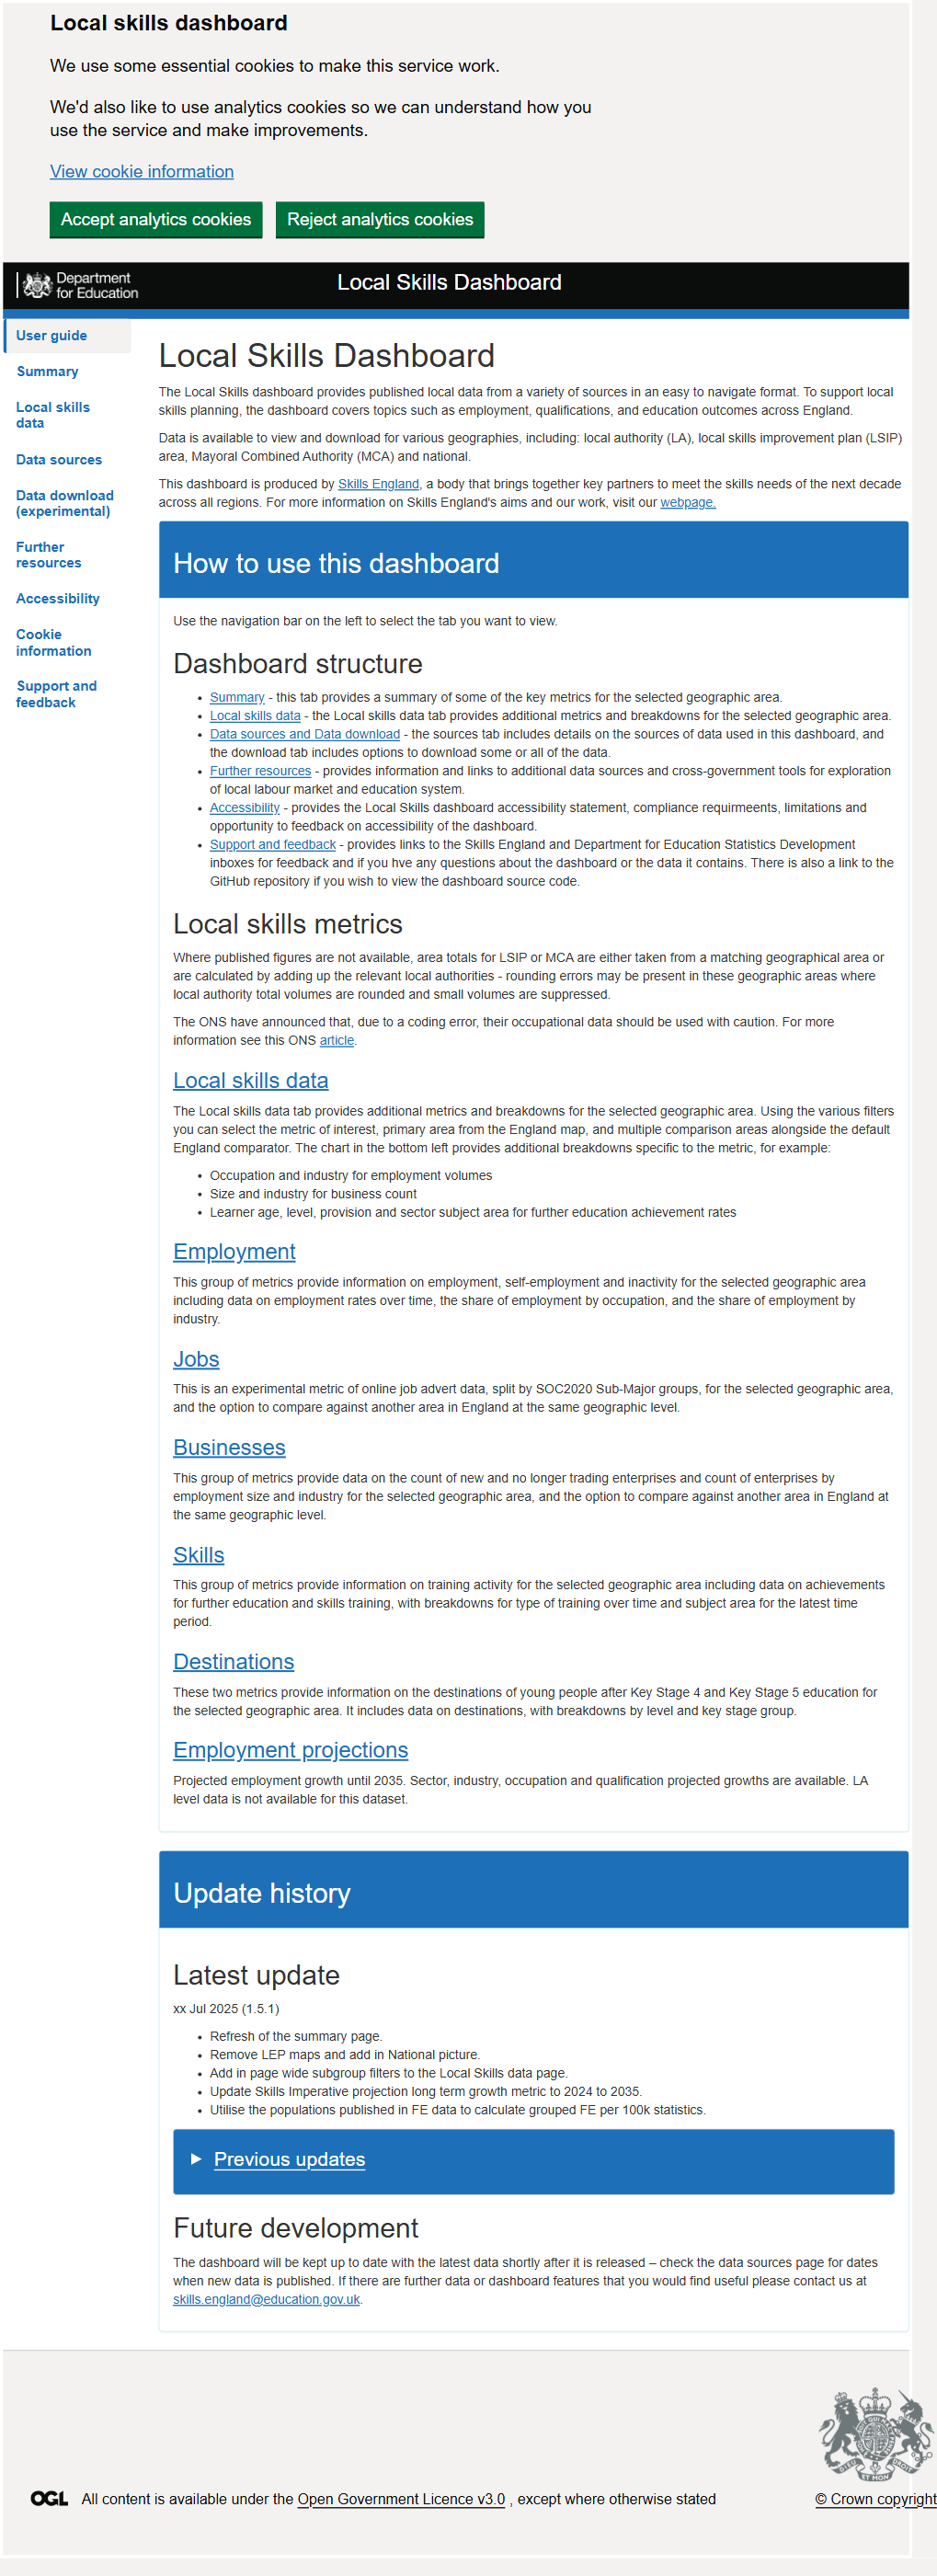 Local skills dashboard
We use some essential cookies to make this service work.
We'd also like to use analytics cookies so we can understand how you
use the service and make improvements.
View cookie information
Accept analytics cookies
Reject analytics cookies
Department
for Education
Local Skills Dashboard
User guide
Summary
Local skills
data
Data sources
Data download
(experimental)
Further
resources
Accessibility
Cookie
information
Support and
feedback
Local Skills Dashboard
The Local Skills dashboard provides published local data from a variety of sources in an easy to navigate format. To support local
skills planning, the dashboard covers topics such as employment, qualifications, and education outcomes across England.
Data is available to view and download for various geographies, including: local authority (LA), local skills improvement plan (LSIP)
area, Mayoral Combined Authority (MCA) and national.
This dashboard is produced by Skills England, a body that brings together key partners to meet the skills needs of the next decade
across all regions. For more information on Skills England's aims and our work, visit our webpage.
How to use this dashboard
Use the navigation bar on the left to select the tab you want to view.
Dashboard structure
• Summary - this tab provides a summary of some of the key metrics for the selected geographic area.
• Local skills data - the Local skills data tab provides additional metrics and breakdowns for the selected geographic area.
• Data sources and Data download - the sources tab includes details on the sources of data used in this dashboard, and
the download tab includes options to download some or all of the data.
• Further resources - provides information and links to additional data sources and cross-government tools for exploration
of local labour market and education system.
• Accessibility - provides the Local Skills dashboard accessibility statement, compliance requirmeents, limitations and
opportunity to feedback on accessibility of the dashboard.
• Support and feedback - provides links to the Skills England and Department for Education Statistics Development
inboxes for feedback and if you hve any questions about the dashboard or the data it contains. There is also a link to the
GitHub repository if you wish to view the dashboard source code.
Local skills metrics
Where published figures are not available, area totals for LSIP or MCA are either taken from a matching geographical area or
are calculated by adding up the relevant local authorities - rounding errors may be present in these geographic areas where
local authority total volumes are rounded and small volumes are suppressed.
The ONS have announced that, due to a coding error, their occupational data should be used with caution. For more
information see this ONS article.
Local skills data
The Local skills data tab provides additional metrics and breakdowns for the selected geographic area. Using the various filters
you can select the metric of interest, primary area from the England map, and multiple comparison areas alongside the default
England comparator. The chart in the bottom left provides additional breakdowns specific to the metric, for example:
• Occupation and industry for employment volumes
• Size and industry for business count
• Learner age, level, provision and sector subject area for further education achievement rates
Employment
This group of metrics provide information on employment, self-employment and inactivity for the selected geographic area
including data on employment rates over time, the share of employment by occupation, and the share of employment by
industry.
Jobs
This is an experimental metric of online job advert data, split by SOC2020 Sub-Major groups, for the selected geographic area,
and the option to compare against another area in England at the same geographic level.
Businesses
This group of metrics provide data on the count of new and no longer trading enterprises and count of enterprises by
employment size and industry for the selected geographic area, and the option to compare against another area in England at
the same geographic level.
Skills
This group of metrics provide information on training activity for the selected geographic area including data on achievements
for further education and skills training, with breakdowns for type of training over time and subject area for the latest time
period.
Destinations
These two metrics provide information on the destinations of young people after Key Stage 4 and Key Stage 5 education for
the selected geographic area. It includes data on destinations, with breakdowns by level and key stage group.
Employment projections
Projected employment growth until 2035. Sector, industry, occupation and qualification projected growths are available. LA
level data is not available for this dataset.
Update history
Latest update
xx Jul 2025 (1.5.1)
• Refresh of the summary page.
• Remove LEP maps and add in National picture.
• Add in page wide subgroup filters to the Local Skills data page.
• Update Skills Imperative projection long term growth metric to 2024 to 2035.
• Utilise the populations published in FE data to calculate grouped FE per 100k statistics.
Previous updates
Future development
The dashboard will be kept up to date with the latest data shortly after it is released – check the data sources page for dates
when new data is published. If there are further data or dashboard features that you would find useful please contact us at
skills.england@education.gov.uk.
OGL All content is available under the Open Government Licence v3.0 , except where otherwise stated
© Crown copyright